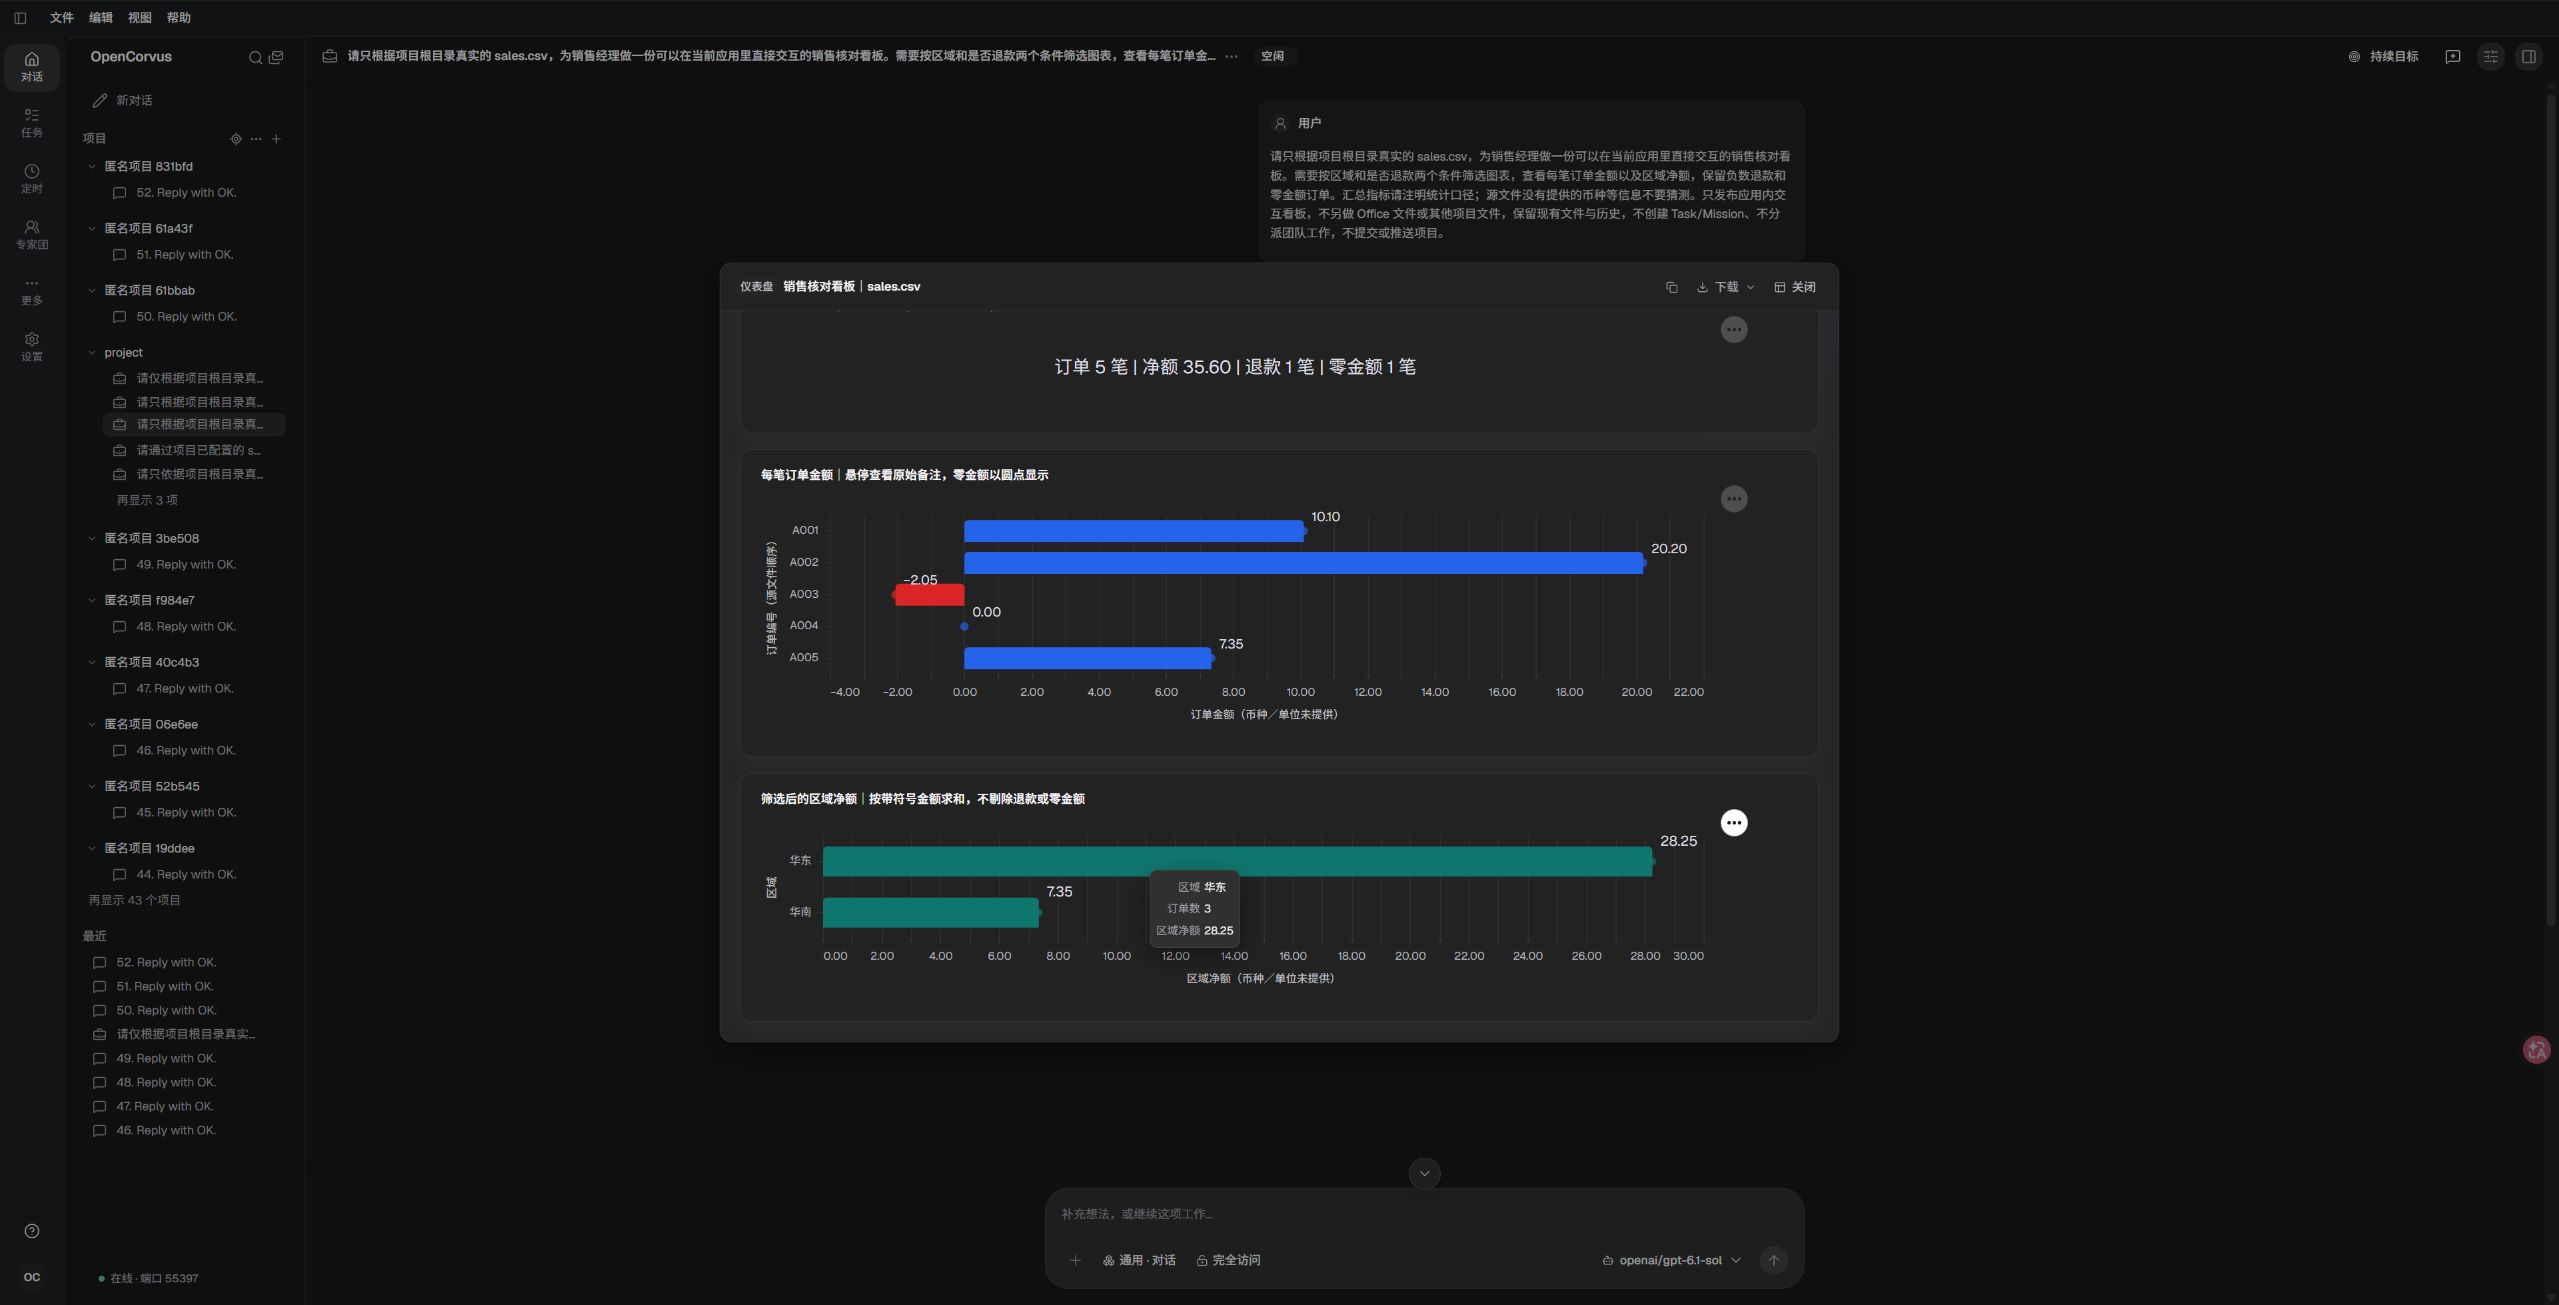 文件 编辑 视图 帮助
对话
任务
定时
专家团
更多
设置
OC
OpenCorvus
新对话
项目
匿名项目 831bfd
52. Reply with OK.
匿名项目 61a43f
51. Reply with OK.
匿名项目 61bbab
50. Reply with OK.
project
请仅根据项目根目录真...
请只根据项目根目录真...
请只根据项目根目录真...
请通过项目已配置的 s...
请只依据项目根目录真...
再显示 3 项
匿名项目 3be508
49. Reply with OK.
匿名项目 f984e7
48. Reply with OK.
匿名项目 40c4b3
47. Reply with OK.
匿名项目 06e6ee
46. Reply with OK.
匿名项目 52b545
45. Reply with OK.
匿名项目 19ddee
44. Reply with OK.
再显示 43 个项目
最近
52. Reply with OK.
51. Reply with OK.
50. Reply with OK.
请仅根据项目根目录真实...
49. Reply with OK.
48. Reply with OK.
47. Reply with OK.
46. Reply with OK.
在线 · 端口 55397
请只根据项目根目录真实的 sales.csv，为销售经理做一份可以在当前应用里直接交互的销售核对看板。需要按区域和是否退款两个条件筛选图表，查看每笔订单金... ··· 空闲
持续目标
用户
请只根据项目根目录真实的 sales.csv，为销售经理做一份可以在当前应用里直接交互的销售核对看
板。需要按区域和是否退款两个条件筛选图表，查看每笔订单金额以及区域净额，保留负数退款和
零金额订单。汇总指标请注明统计口径；源文件没有提供的币种等信息不要猜测。只发布应用内交
互看板，不另做 Office 文件或其他项目文件，保留现有文件与历史，不创建 Task/Mission、不分
派团队工作，不提交或推送项目。
仪表盘 销售核对看板｜sales.csv
下载 关闭
订单 5 笔 | 净额 35.60 | 退款 1 笔 | 零金额 1 笔
每笔订单金额｜悬停查看原始备注，零金额以圆点显示
订单编号（源文件顺序）
A001 10.10
A002 20.20
A003 −2.05
A004 0.00
A005 7.35
−4.00 −2.00 0.00 2.00 4.00 6.00 8.00 10.00 12.00 14.00 16.00 18.00 20.00 22.00
订单金额（币种／单位未提供）
筛选后的区域净额｜按带符号金额求和，不剔除退款或零金额
区域
华东 28.25
华南 7.35
区域 华东
订单数 3
区域净额 28.25
0.00 2.00 4.00 6.00 8.00 10.00 12.00 14.00 16.00 18.00 20.00 22.00 24.00 26.00 28.00 30.00
区域净额（币种／单位未提供）
补充想法，或继续这项工作...
通用 · 对话 完全访问
openai/gpt-6.1-sol